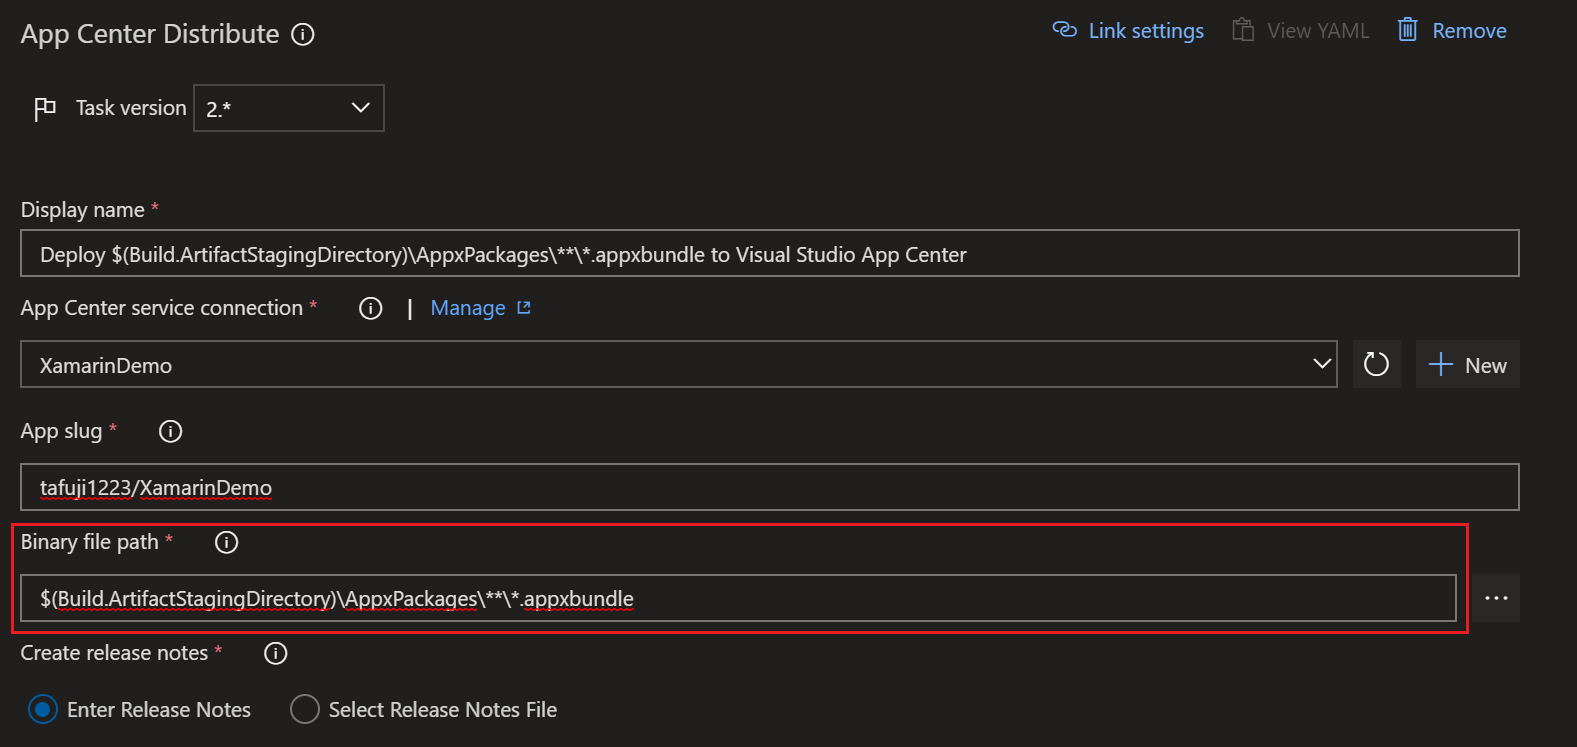 App Center Distribute
Link settings
View YAML
Remove
Task version
2.*
Display name *
Deploy $(Build.ArtifactStagingDirectory)\AppxPackages\**\*.appxbundle to Visual Studio App Center
App Center service connection *
|
Manage
XamarinDemo
New
App slug *
tafuji1223/XamarinDemo
Binary file path *
$(Build.ArtifactStagingDirectory)\AppxPackages\**\*.appxbundle
...
Create release notes *
Enter Release Notes
Select Release Notes File